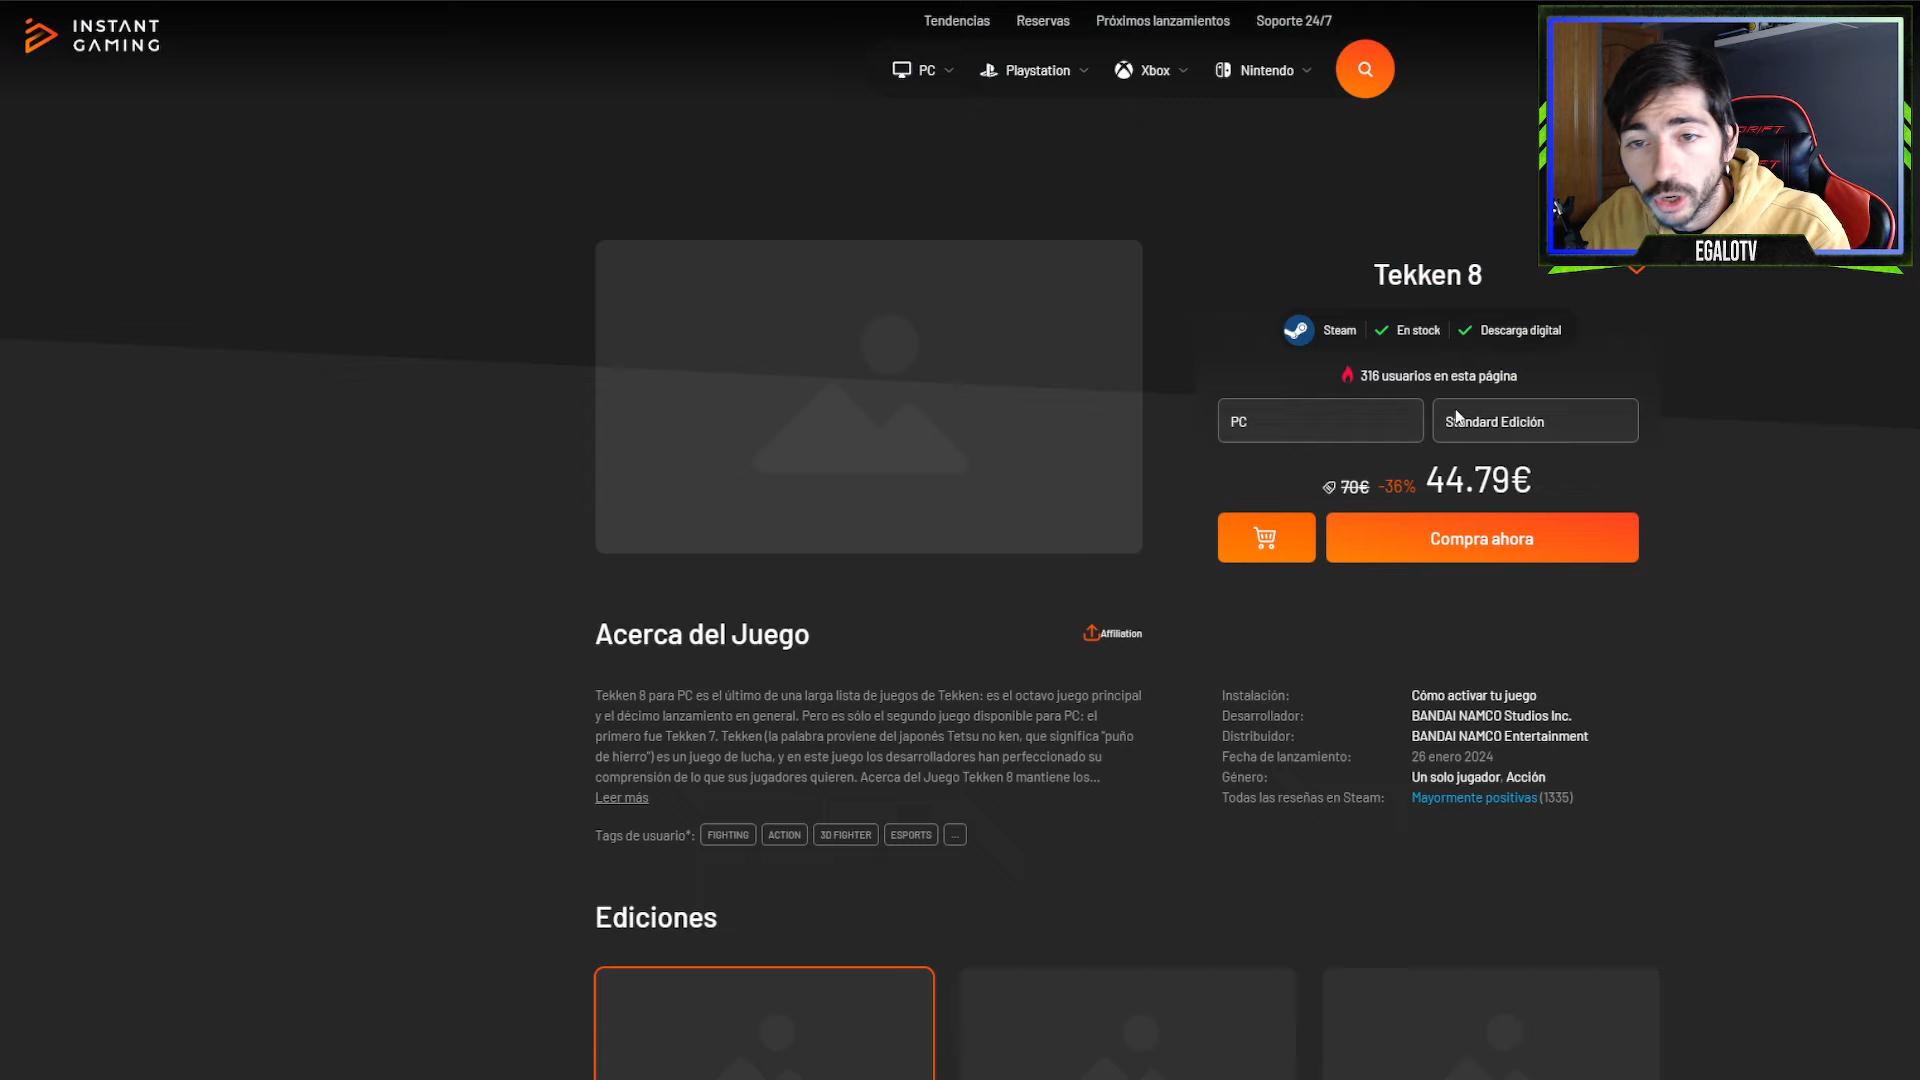 INSTANT
GAMING
Tendencias
Reservas
Próximos lanzamientos
Soporte 24/7
PC
Playstation
Xbox
Nintendo
DRIFT
EGALOTV
Tekken 8
Steam
En stock
Descarga digital
316 usuarios en esta página
PC
Standard Edición
70€ -36% 44.79€
Compra ahora
Acerca del Juego
Affiliation
Tekken 8 para PC es el último de una larga lista de juegos de Tekken: es el octavo juego principal
y el décimo lanzamiento en general. Pero es sólo el segundo juego disponible para PC: el
primero fue Tekken 7. Tekken (la palabra proviene del japonés Tetsu no ken, que significa "puño
de hierro") es un juego de lucha, y en este juego los desarrolladores han perfeccionado su
comprensión de lo que sus jugadores quieren. Acerca del Juego Tekken 8 mantiene los...
Leer más
Tags de usuario*: FIGHTING ACTION 3D FIGHTER ESPORTS ...
Instalación: Cómo activar tu juego
Desarrollador: BANDAI NAMCO Studios Inc.
Distribuidor: BANDAI NAMCO Entertainment
Fecha de lanzamiento: 26 enero 2024
Género: Un solo jugador, Acción
Todas las reseñas en Steam: Mayormente positivas (1335)
Ediciones